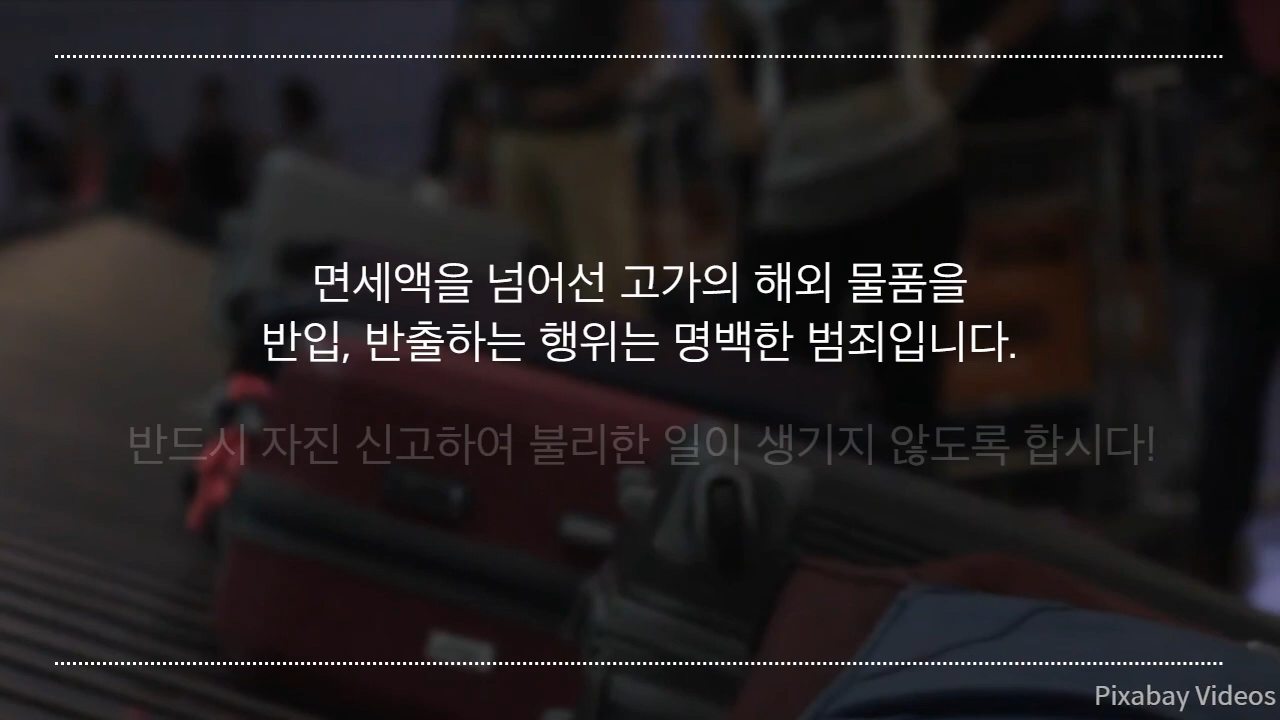 면세액을 넘어선 고가의 해외 물품을
반입, 반출하는 행위는 명백한 범죄입니다.
반드시 자진 신고하여 불리한 일이 생기지 않도록 합시다!
Pixabay Videos